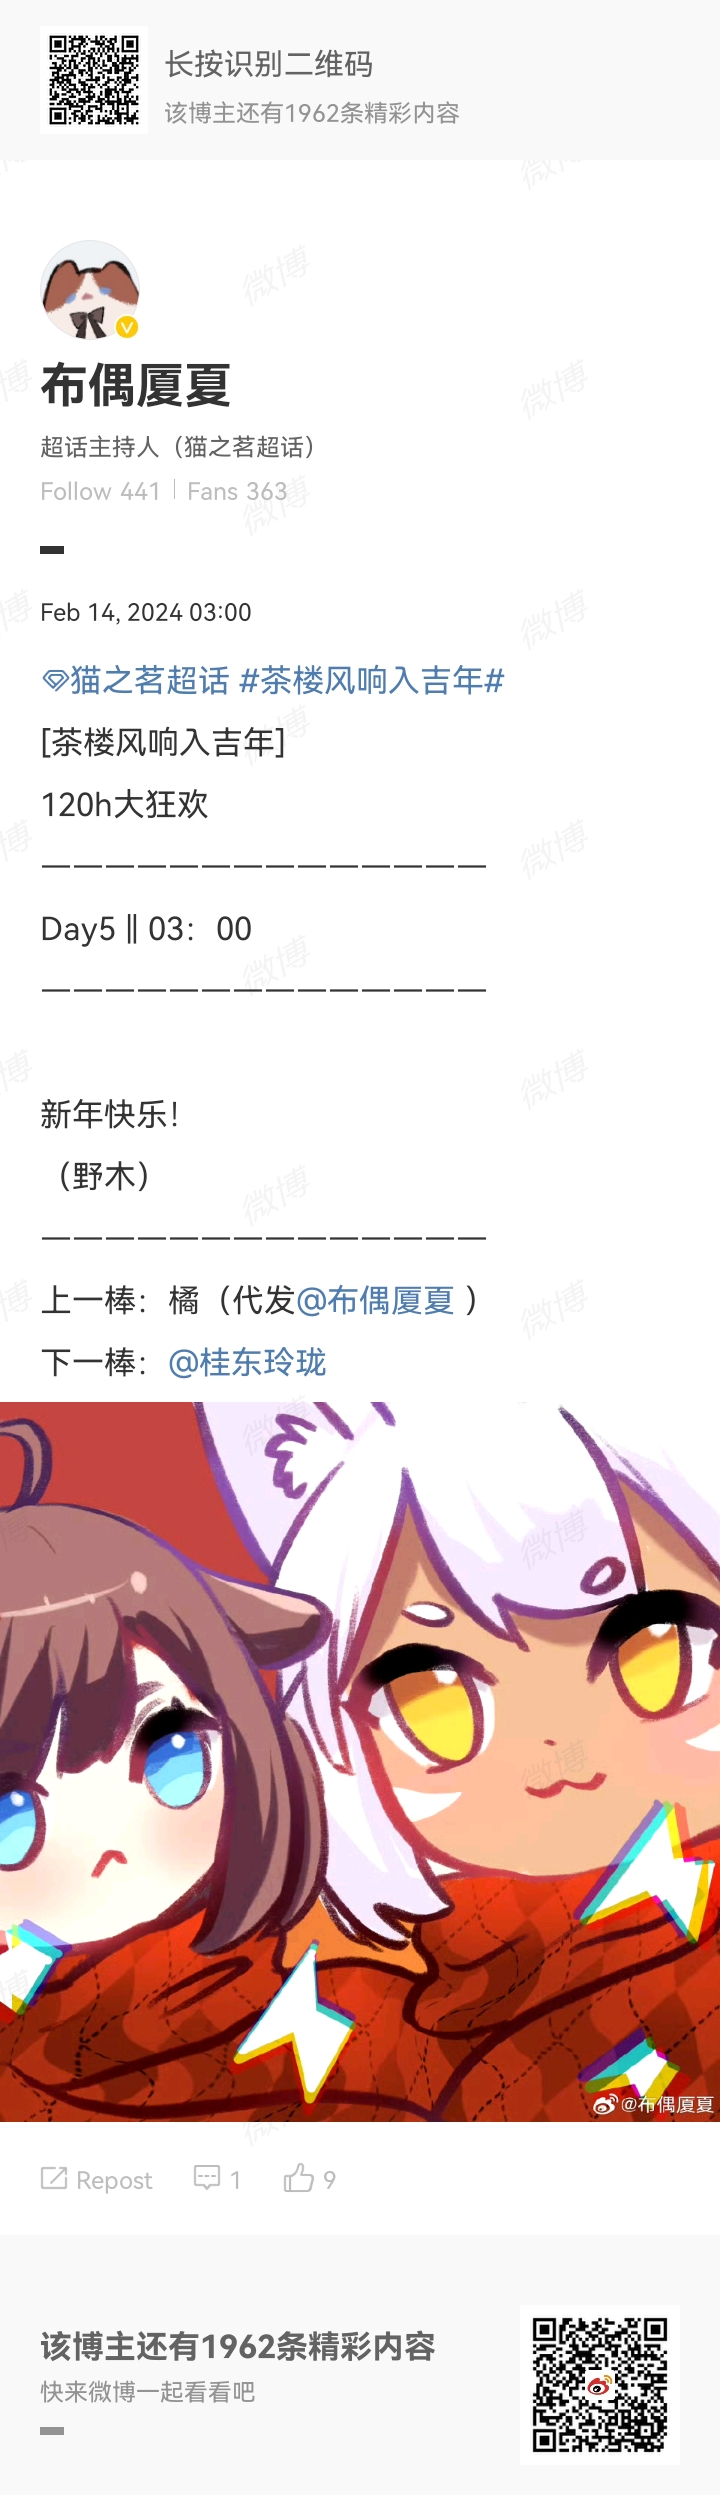 长按识别二维码
该博主还有1962条精彩内容
布偶厦夏
超话主持人（猫之茗超话）
Follow 441 | Fans 363
Feb 14, 2024 03:00
猫之茗超话 #茶楼风响入吉年#
[茶楼风响入吉年]
120h大狂欢
——————————————
Day5 || 03：00
——————————————
新年快乐！
（野木）
——————————————
上一棒：橘（代发@布偶厦夏 ）
下一棒：@桂东玲珑
@布偶厦夏
Repost 1 9
该博主还有1962条精彩内容
快来微博一起看看吧
微博